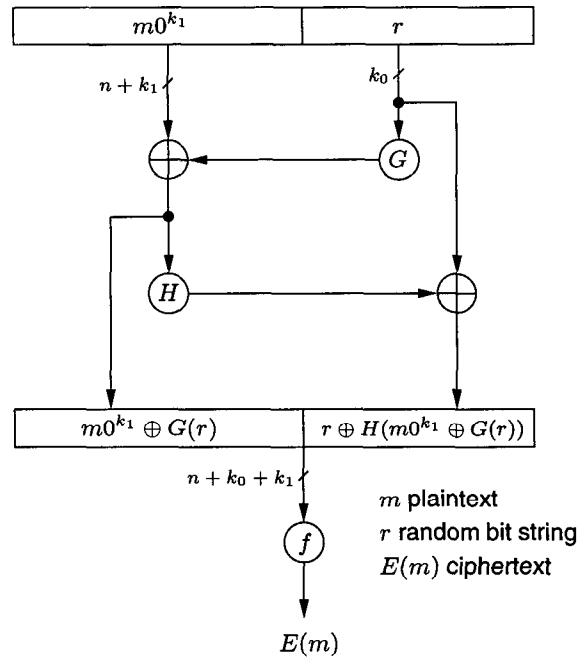 m0^{k_1} r
n + k_1 k_0
G
H
m0^{k_1} ⊕ G(r) r ⊕ H(m0^{k_1} ⊕ G(r))
n + k_0 + k_1
m plaintext
f
r random bit string
E(m) ciphertext
E(m)